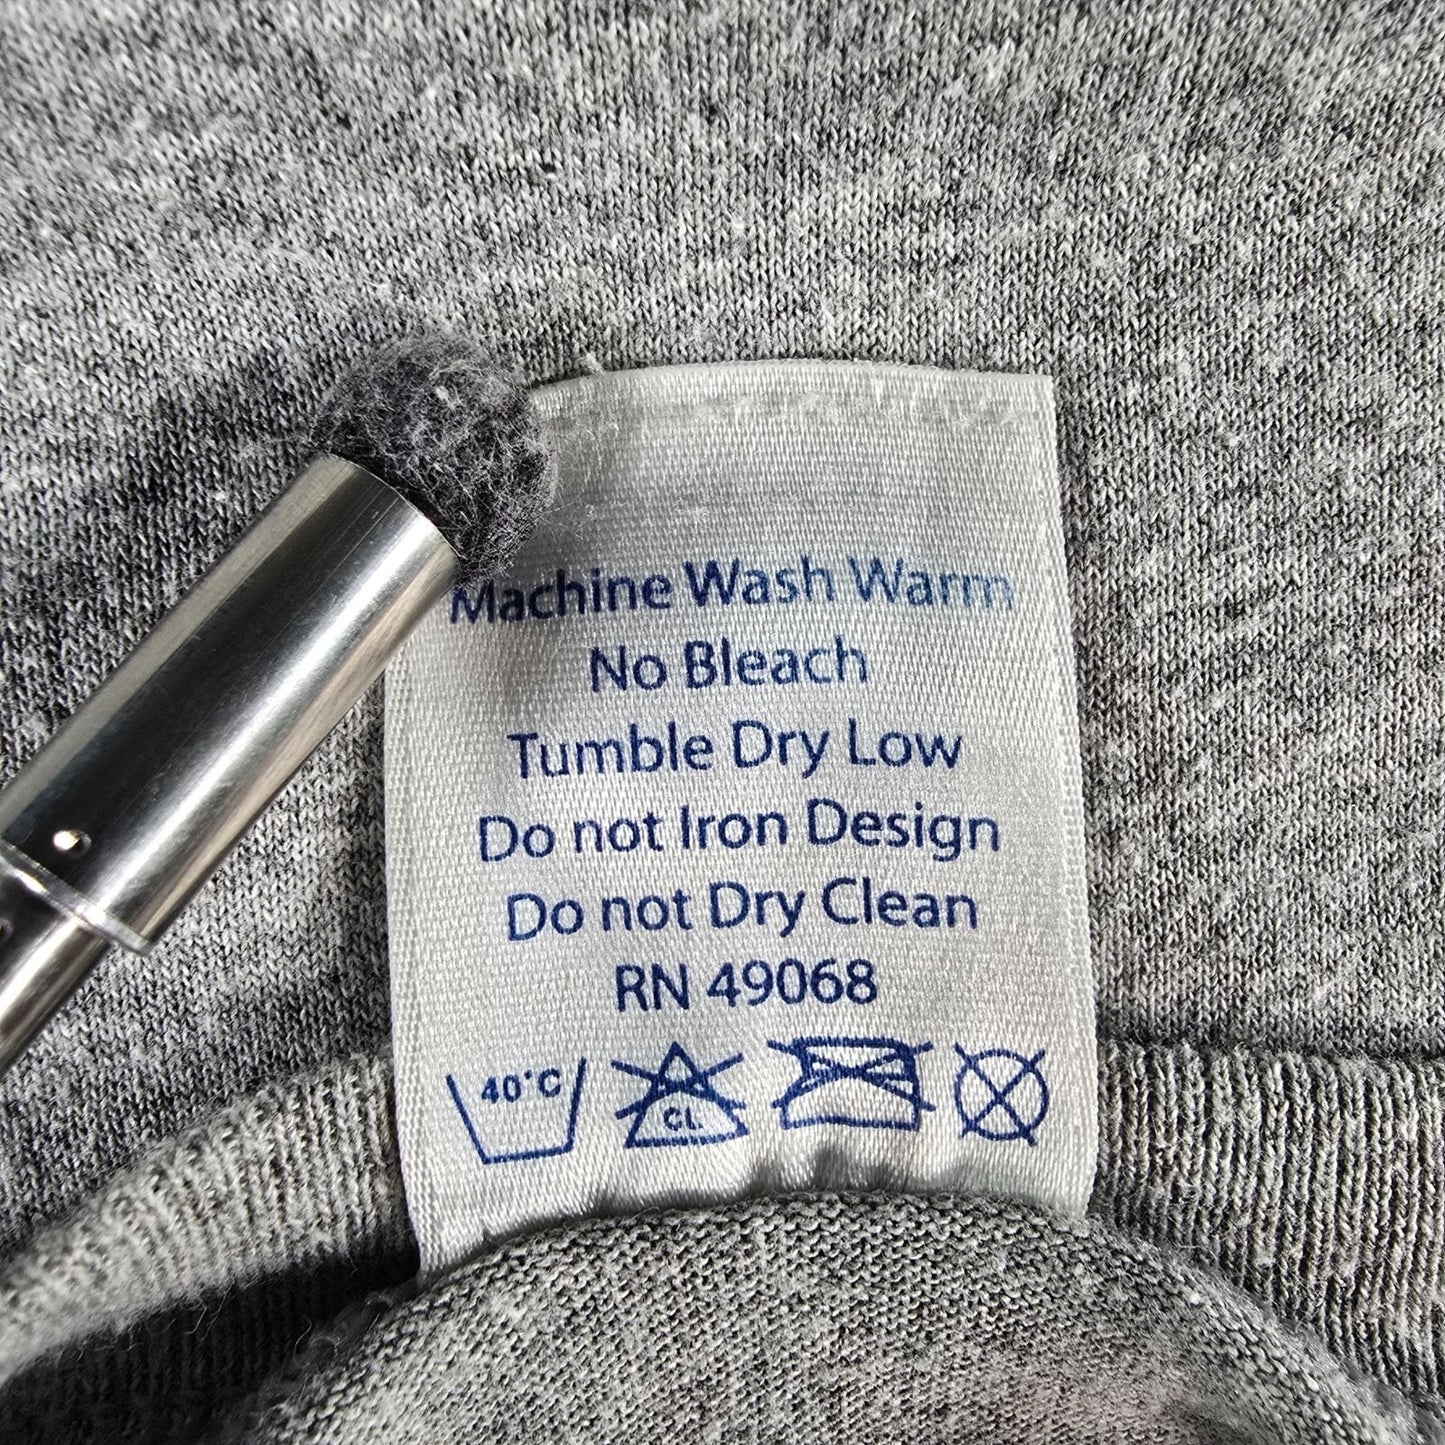 Machine Wash Warm
No Bleach
Tumble Dry Low
Do not Iron Design
Do not Dry Clean
RN 49068
40°C CL